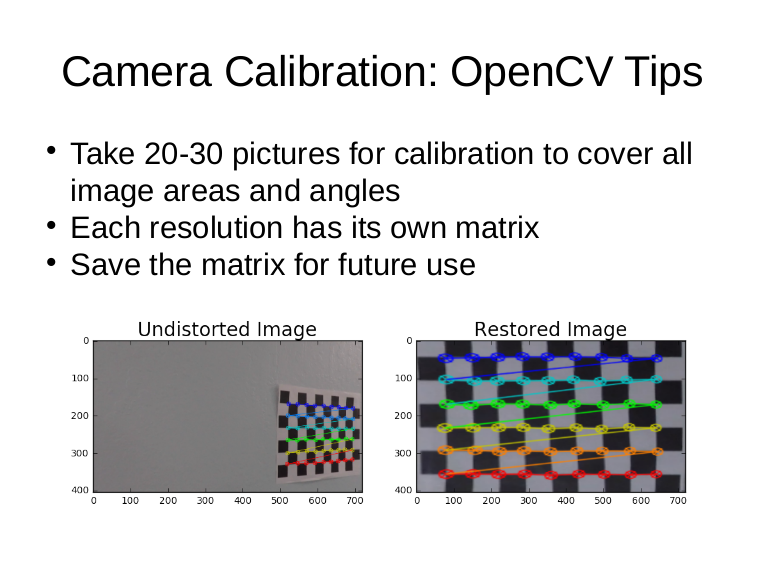 Camera Calibration: OpenCV Tips
• Take 20-30 pictures for calibration to cover all
image areas and angles
• Each resolution has its own matrix
• Save the matrix for future use
Undistorted Image
0
100
200
300
400
0 100 200 300 400 500 600 700
Restored Image
0
100
200
300
400
0 100 200 300 400 500 600 700